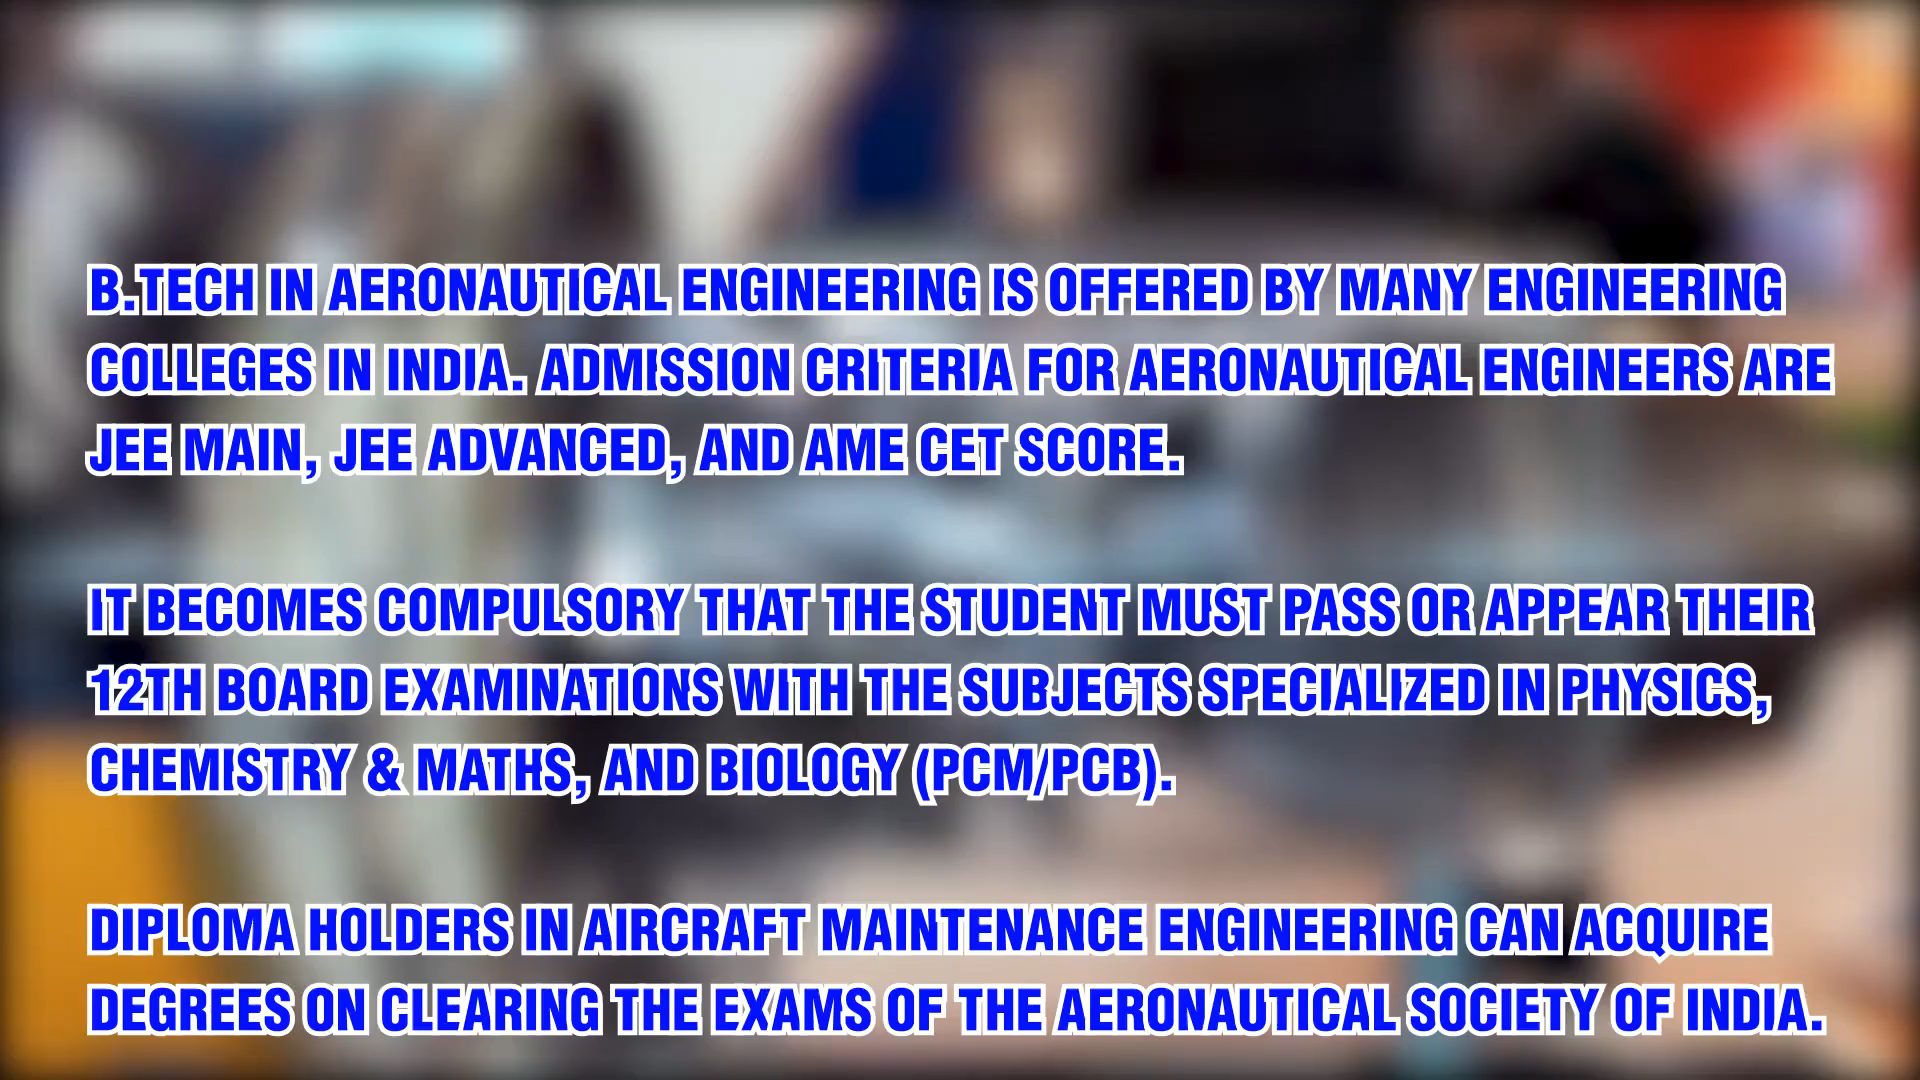 B.TECH IN AERONAUTICAL ENGINEERING IS OFFERED BY MANY ENGINEERING
COLLEGES IN INDIA. ADMISSION CRITERIA FOR AERONAUTICAL ENGINEERS ARE
JEE MAIN, JEE ADVANCED, AND AME CET SCORE.
IT BECOMES COMPULSORY THAT THE STUDENT MUST PASS OR APPEAR THEIR
12TH BOARD EXAMINATIONS WITH THE SUBJECTS SPECIALIZED IN PHYSICS,
CHEMISTRY & MATHS, AND BIOLOGY (PCM/PCB).
DIPLOMA HOLDERS IN AIRCRAFT MAINTENANCE ENGINEERING CAN ACQUIRE
DEGREES ON CLEARING THE EXAMS OF THE AERONAUTICAL SOCIETY OF INDIA.